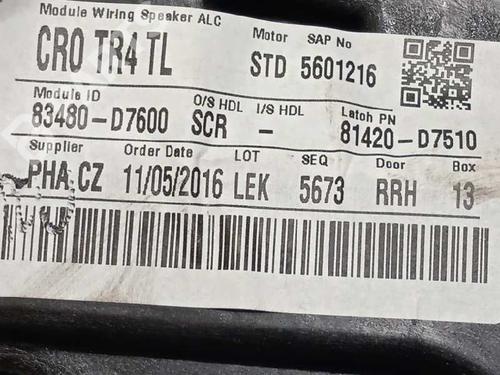 Module Wiring Speaker ALC
CRO TR4 TL
Motor SAP No
STD 5601216
Module ID O/S HDL I/S HDL Latch PN
83480-D7600 SCR - 81420-D7510
Supplier Order Date LOT SEQ Door Box
PHA CZ 11/05/2016 LEK 5673 RRH 13